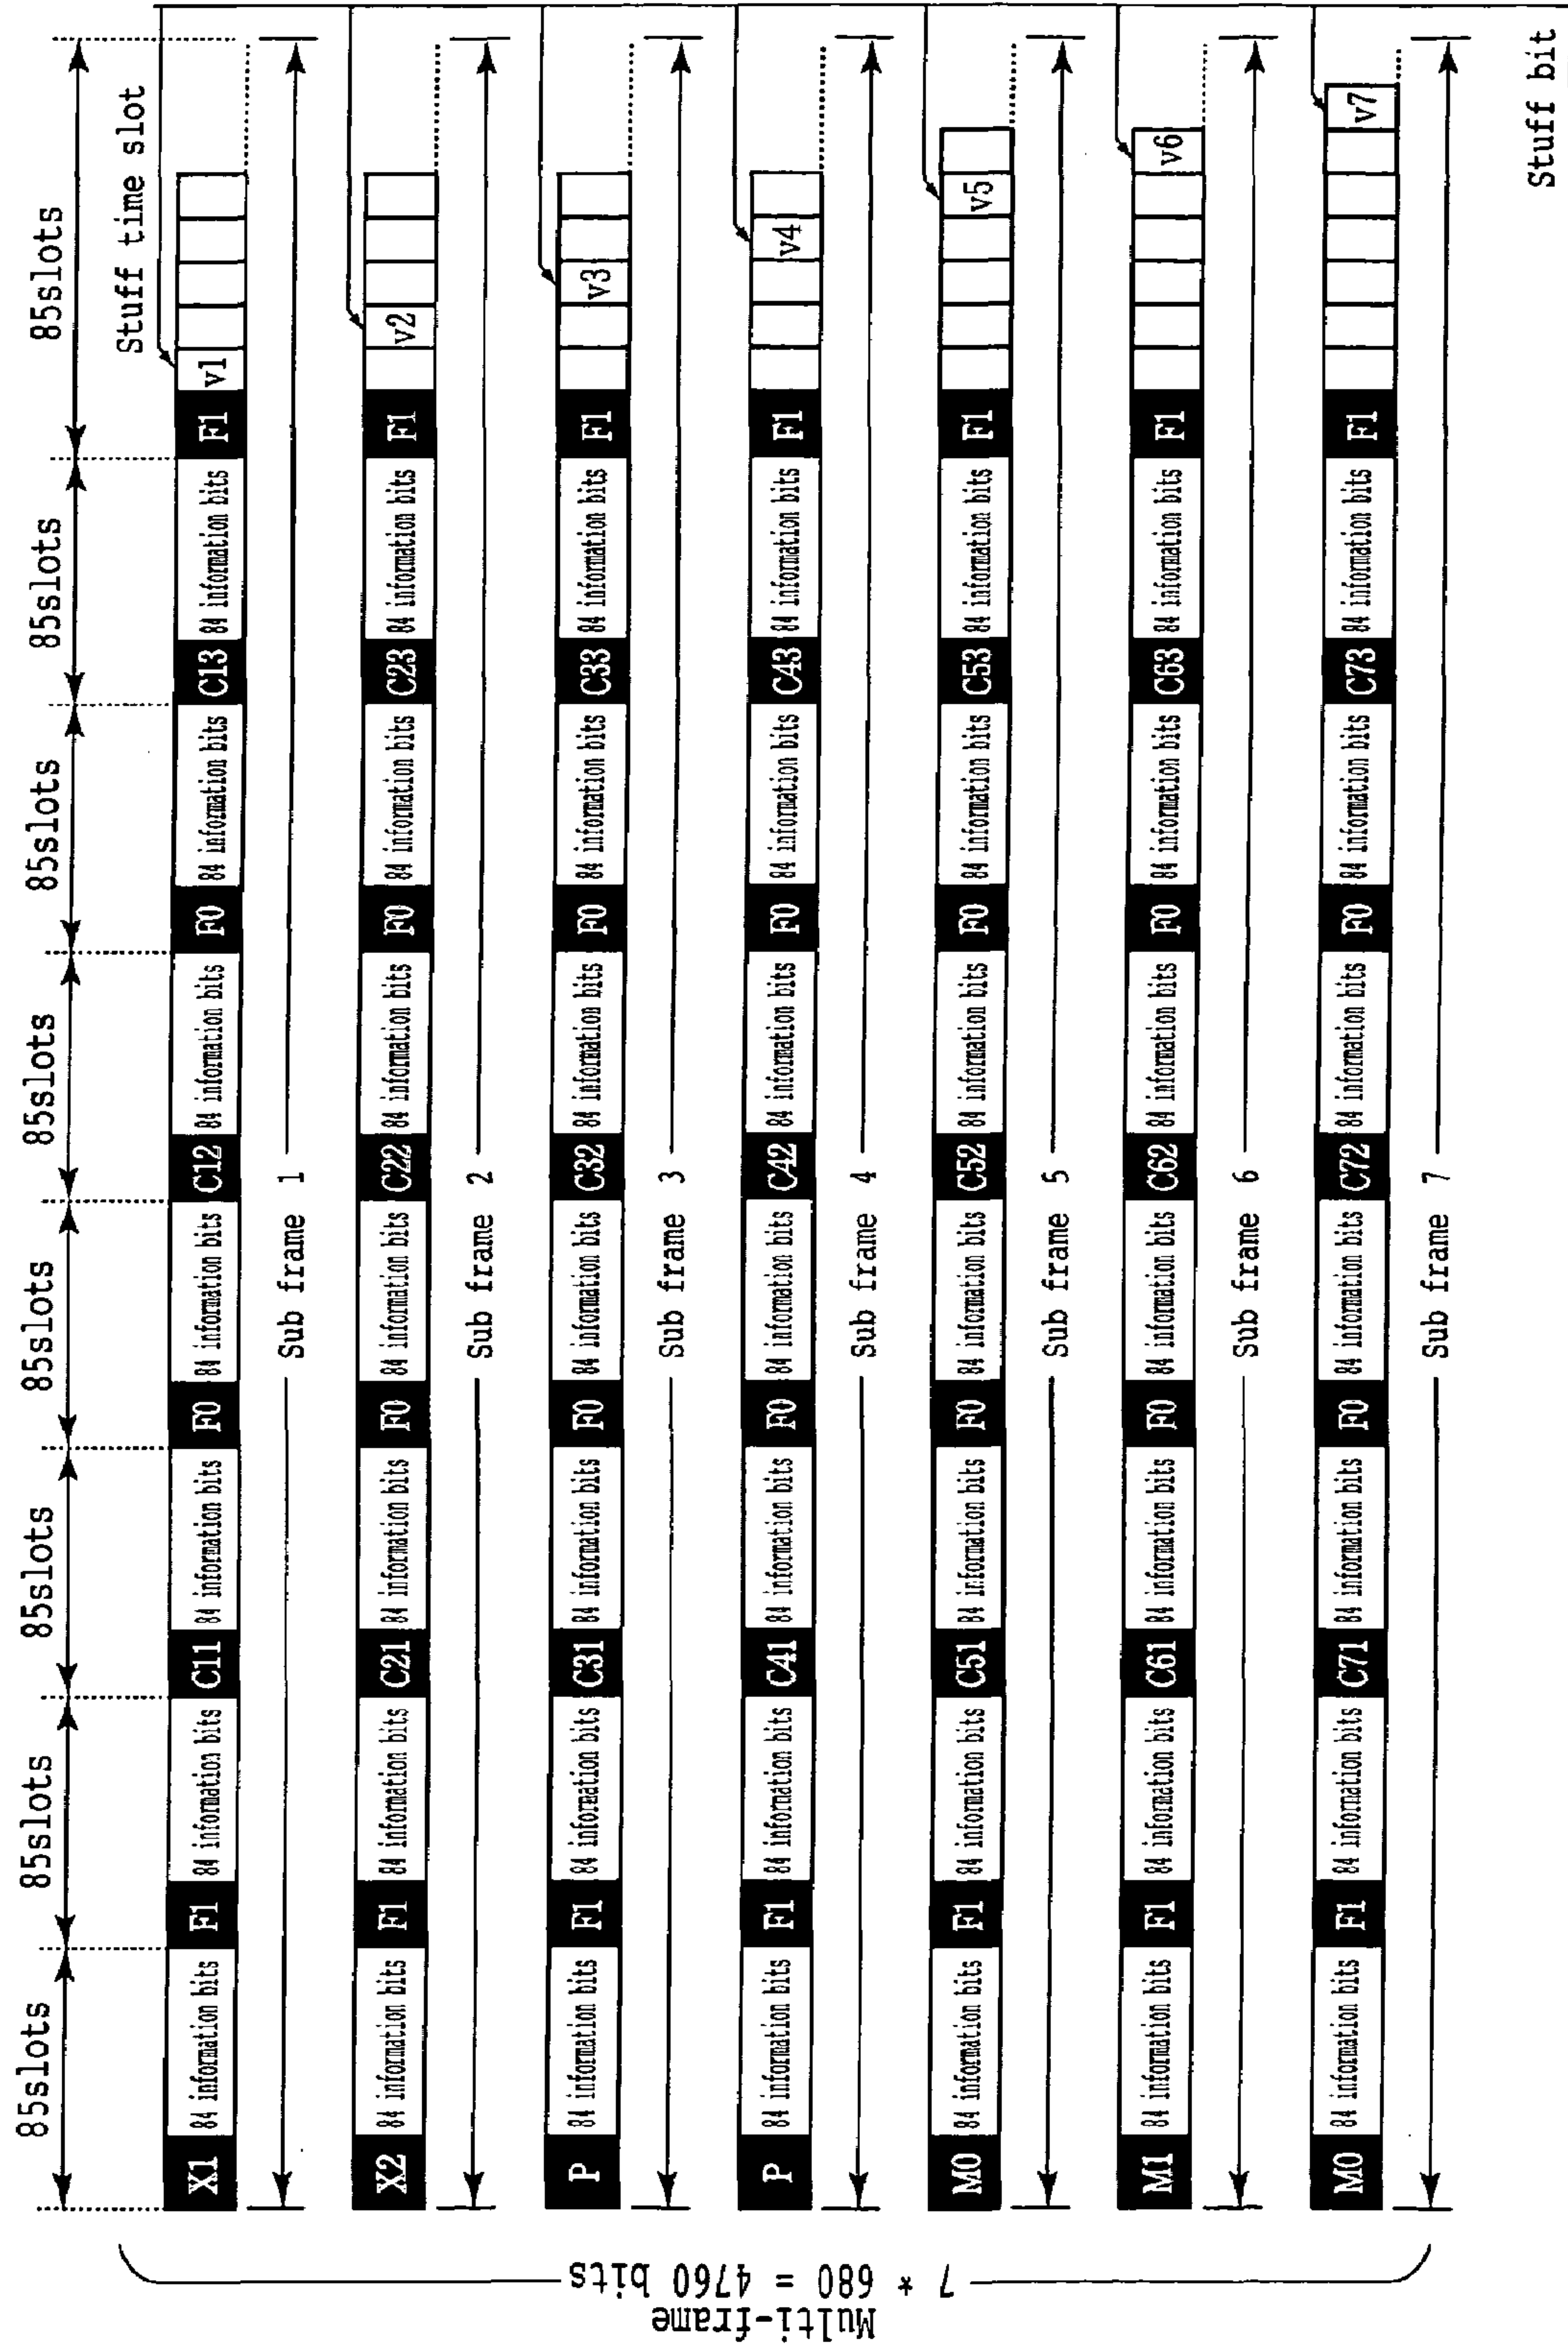 85slots 85slots 85slots 85slots 85slots 85slots 85slots 85slots
Stuff time slot
X1 84 information bits F1 84 information bits C11 84 information bits F0 84 information bits C12 84 information bits F0 84 information bits C13 84 information bits F1 v1
Sub frame 1
X2 84 information bits F1 84 information bits C21 84 information bits F0 84 information bits C22 84 information bits F0 84 information bits C23 84 information bits F1 v2
Sub frame 2
P 84 information bits F1 84 information bits C31 84 information bits F0 84 information bits C32 84 information bits F0 84 information bits C33 84 information bits F1 v3
Sub frame 3
P 84 information bits F1 84 information bits C41 84 information bits F0 84 information bits C42 84 information bits F0 84 information bits C43 84 information bits F1 v4
Sub frame 4
M0 84 information bits F1 84 information bits C51 84 information bits F0 84 information bits C52 84 information bits F0 84 information bits C53 84 information bits F1 v5
Sub frame 5
M1 84 information bits F1 84 information bits C61 84 information bits F0 84 information bits C62 84 information bits F0 84 information bits C63 84 information bits F1 v6
Sub frame 6
M0 84 information bits F1 84 information bits C71 84 information bits F0 84 information bits C72 84 information bits F0 84 information bits C73 84 information bits F1 v7
Sub frame 7
Stuff bit
Multi-frame
7 * 680 = 4760 bits